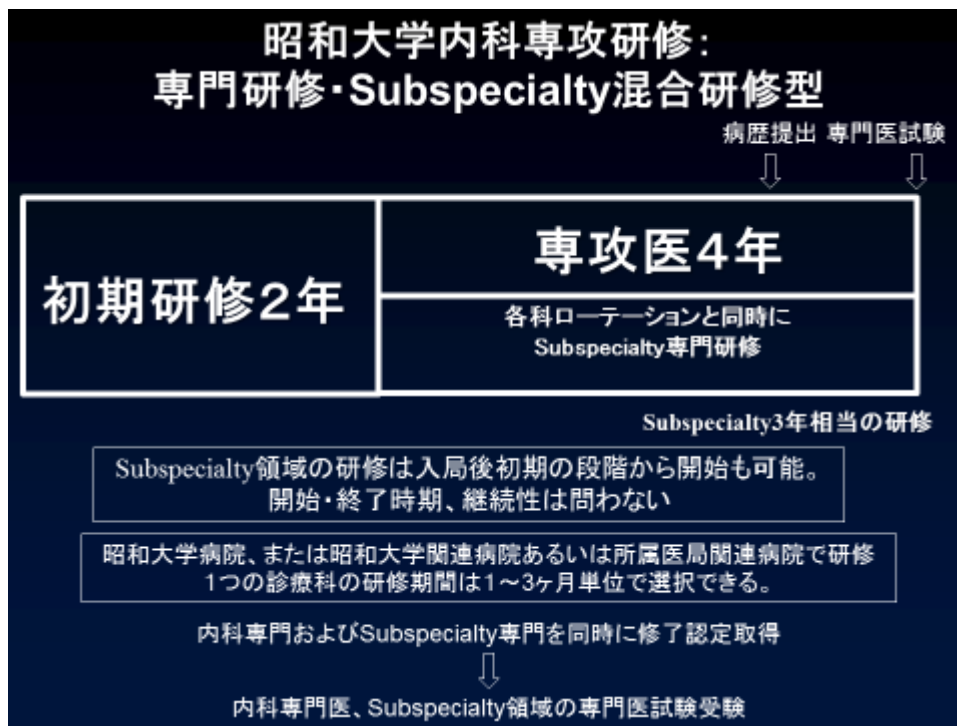 昭和大学内科専攻研修：
専門研修・Subspecialty混合研修型
病歴提出 専門医試験
初期研修２年
専攻医４年
各科ローテーションと同時に
Subspecialty専門研修
Subspecialty3年相当の研修
Subspecialty領域の研修は入局後初期の段階から開始も可能。
開始・終了時期、継続性は問わない
昭和大学病院、または昭和大学関連病院あるいは所属医局関連病院で研修
１つの診療科の研修期間は１～３ヶ月単位で選択できる。
内科専門およびSubspecialty専門を同時に修了認定取得
内科専門医、Subspecialty領域の専門医試験受験